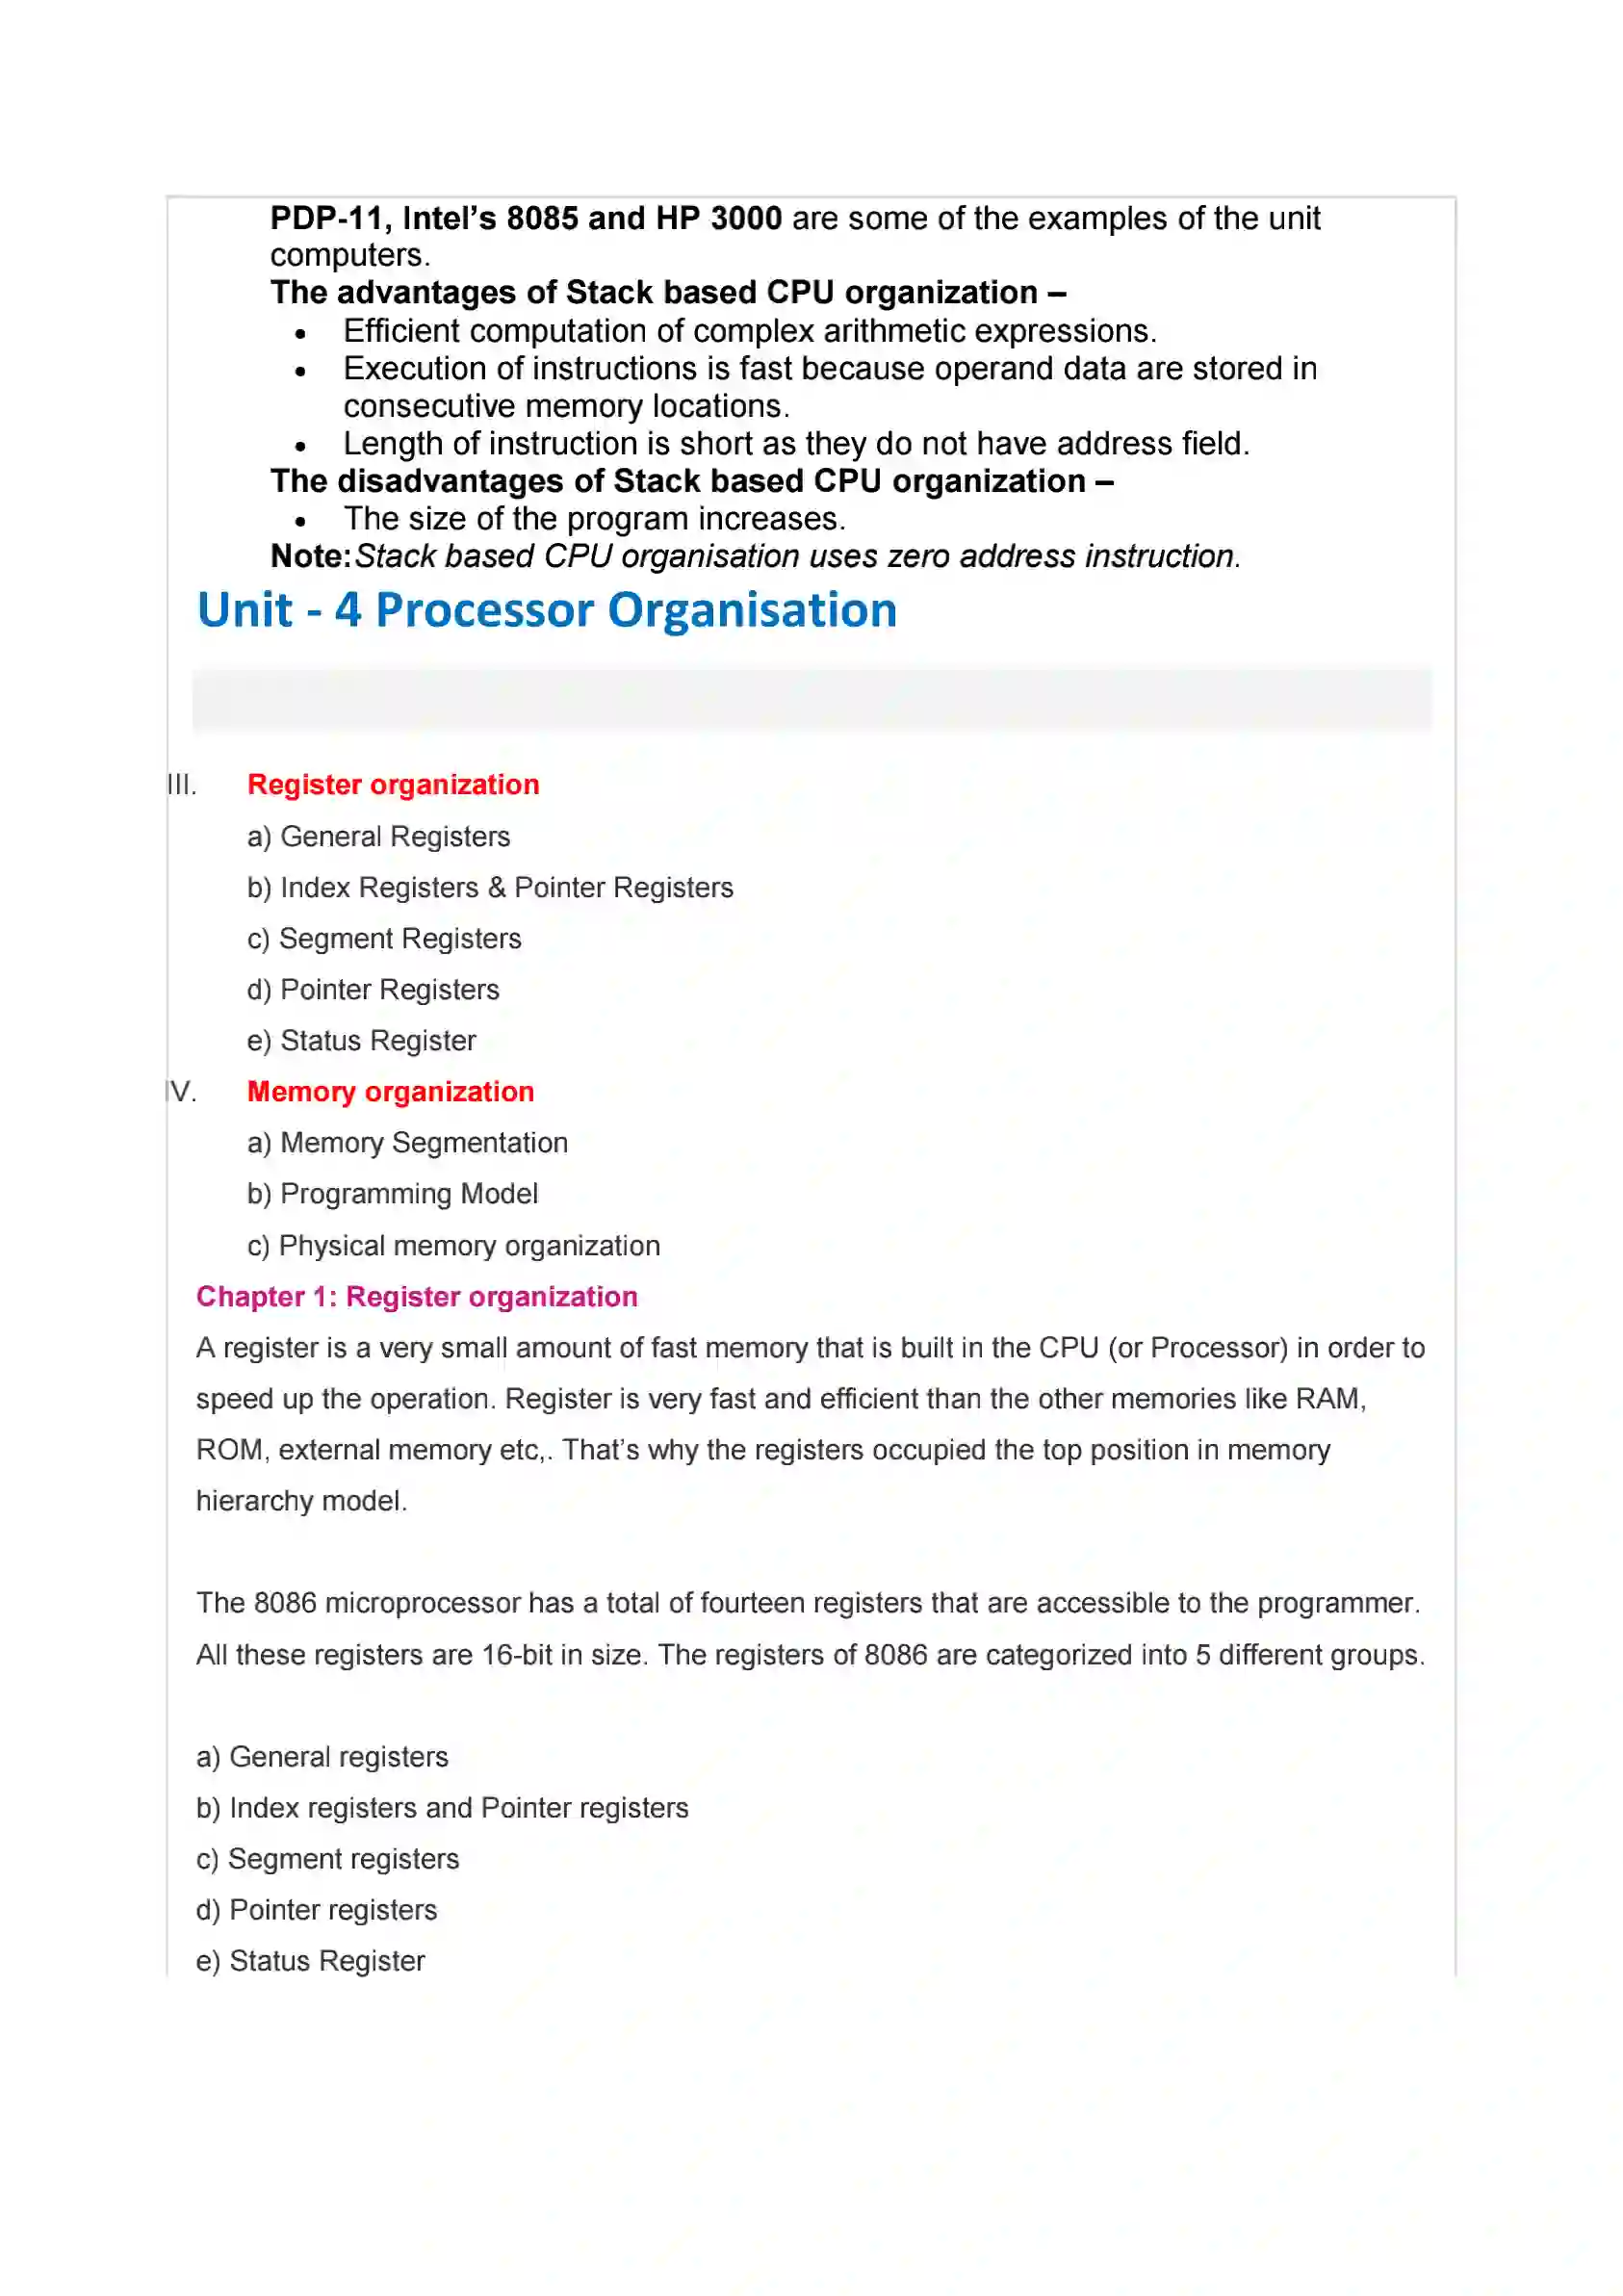 PDP-11, Intel’s 8085 and HP 3000 are some of the examples of the unit
computers.
The advantages of Stack based CPU organization –
• Efficient computation of complex arithmetic expressions.
• Execution of instructions is fast because operand data are stored in
consecutive memory locations.
• Length of instruction is short as they do not have address field.
The disadvantages of Stack based CPU organization –
• The size of the program increases.
Note:Stack based CPU organisation uses zero address instruction.
Unit - 4 Processor Organisation
III. Register organization
a) General Registers
b) Index Registers & Pointer Registers
c) Segment Registers
d) Pointer Registers
e) Status Register
IV. Memory organization
a) Memory Segmentation
b) Programming Model
c) Physical memory organization
Chapter 1: Register organization
A register is a very small amount of fast memory that is built in the CPU (or Processor) in order to
speed up the operation. Register is very fast and efficient than the other memories like RAM,
ROM, external memory etc,. That’s why the registers occupied the top position in memory
hierarchy model.
The 8086 microprocessor has a total of fourteen registers that are accessible to the programmer.
All these registers are 16-bit in size. The registers of 8086 are categorized into 5 different groups.
a) General registers
b) Index registers and Pointer registers
c) Segment registers
d) Pointer registers
e) Status Register